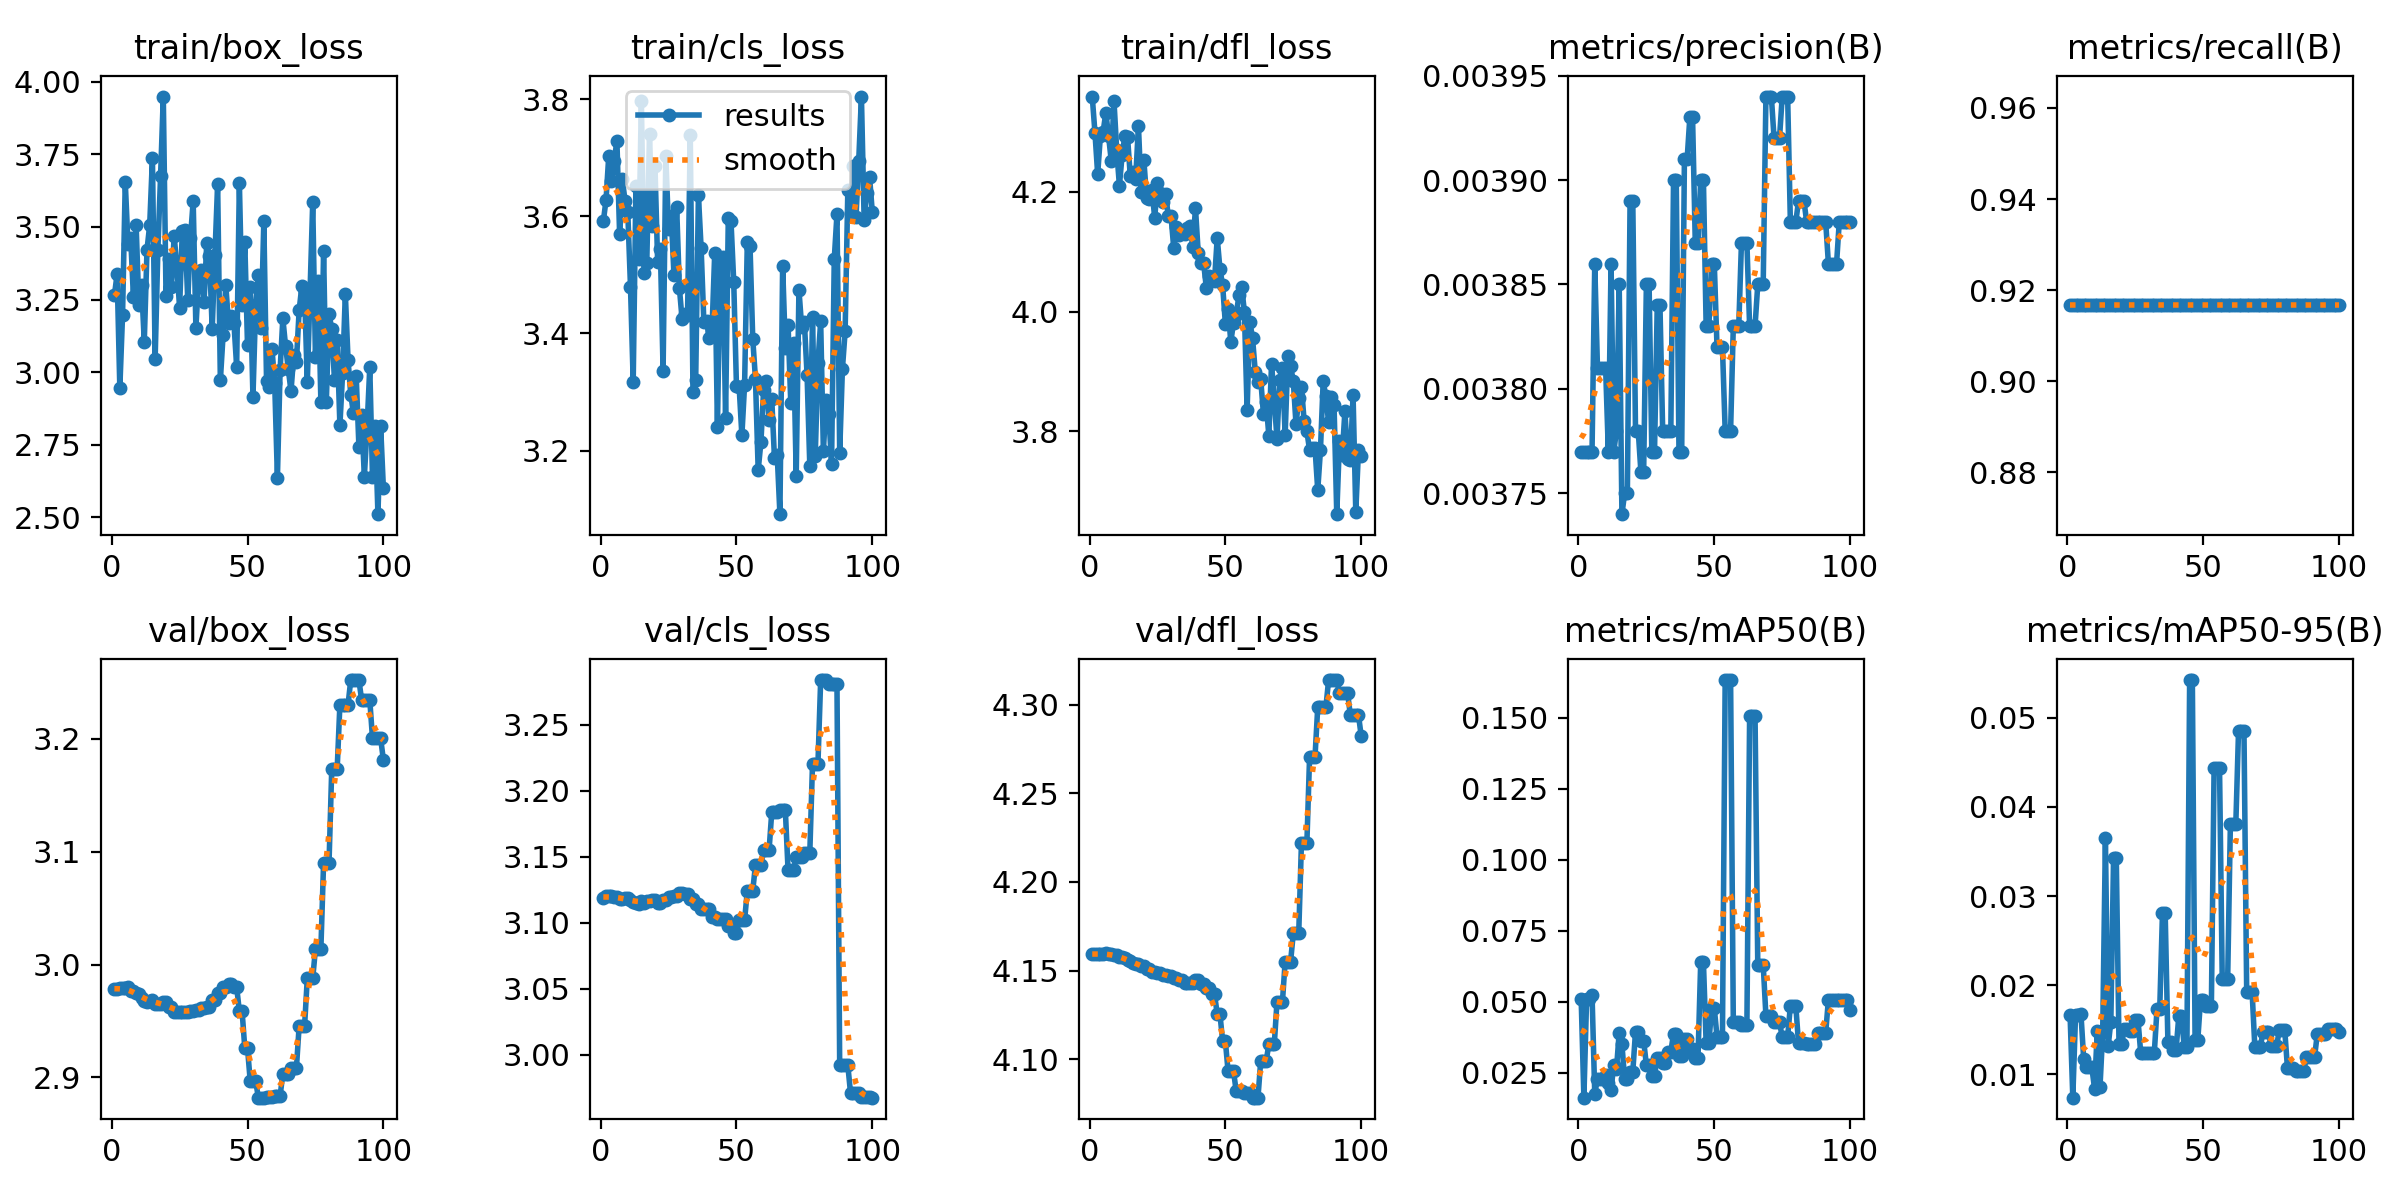 train/box_loss
4.00
3.75
3.50
3.25
3.00
2.75
2.50
0 50 100
train/cls_loss
results
smooth
3.8
3.6
3.4
3.2
0 50 100
train/dfl_loss
4.2
4.0
3.8
0 50 100
metrics/precision(B)
0.00395
0.00390
0.00385
0.00380
0.00375
0 50 100
metrics/recall(B)
0.96
0.94
0.92
0.90
0.88
0 50 100
val/box_loss
3.2
3.1
3.0
2.9
0 50 100
val/cls_loss
3.25
3.20
3.15
3.10
3.05
3.00
0 50 100
val/dfl_loss
4.30
4.25
4.20
4.15
4.10
0 50 100
metrics/mAP50(B)
0.150
0.125
0.100
0.075
0.050
0.025
0 50 100
metrics/mAP50-95(B)
0.05
0.04
0.03
0.02
0.01
0 50 100